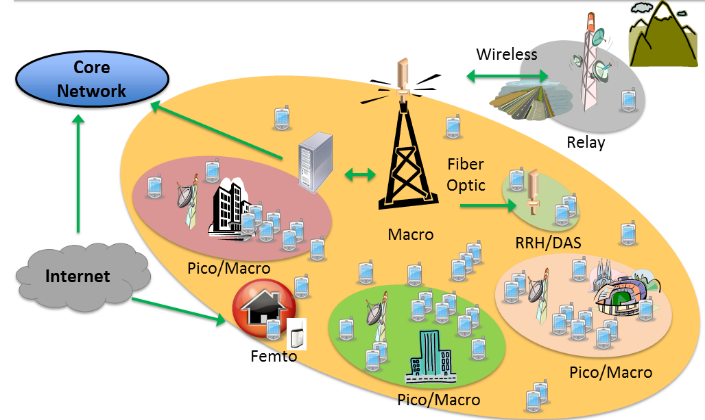 Core
Network
Wireless
Relay
Fiber
Optic
Macro
RRH/DAS
Pico/Macro
Internet
Femto
Pico/Macro
Pico/Macro